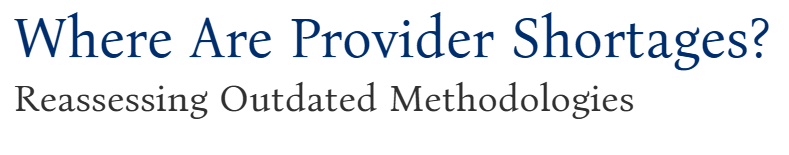 Where Are Provider Shortages?
Reassessing Outdated Methodologies